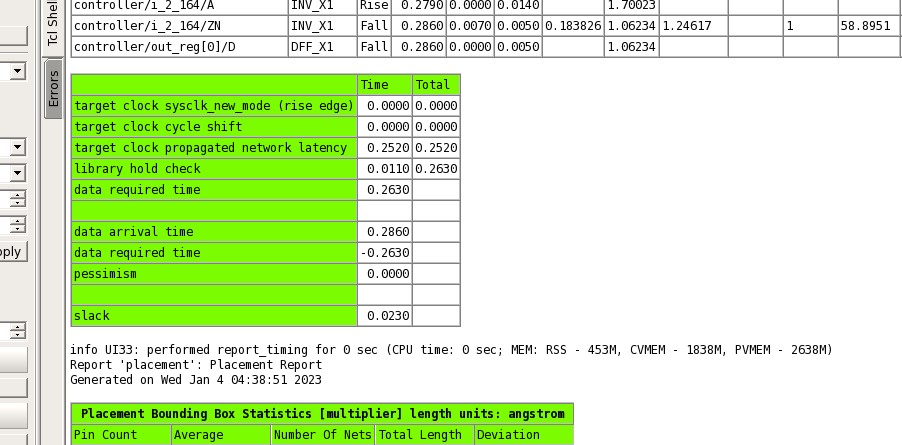 controller/i_2_164/A INV_X1 Rise 0.2790 0.0000 0.0140 1.70023
controller/i_2_164/ZN INV_X1 Fall 0.2860 0.0070 0.0050 0.183826 1.06234 1.24617 1 58.8951
controller/out_reg[0]/D DFF_X1 Fall 0.2860 0.0000 0.0050 1.06234
Tcl Shel
Errors
Time Total
target clock sysclk_new_mode (rise edge) 0.0000 0.0000
target clock cycle shift 0.0000 0.0000
target clock propagated network latency 0.2520 0.2520
library hold check 0.0110 0.2630
data required time 0.2630
data arrival time 0.2860
data required time -0.2630
pessimism 0.0000
slack 0.0230
pply
info UI33: performed report_timing for 0 sec (CPU time: 0 sec; MEM: RSS - 453M, CVMEM - 1838M, PVMEM - 2638M)
Report 'placement': Placement Report
Generated on Wed Jan 4 04:38:51 2023
Placement Bounding Box Statistics [multiplier] length units: angstrom
Pin Count Average Number Of Nets Total Length Deviation